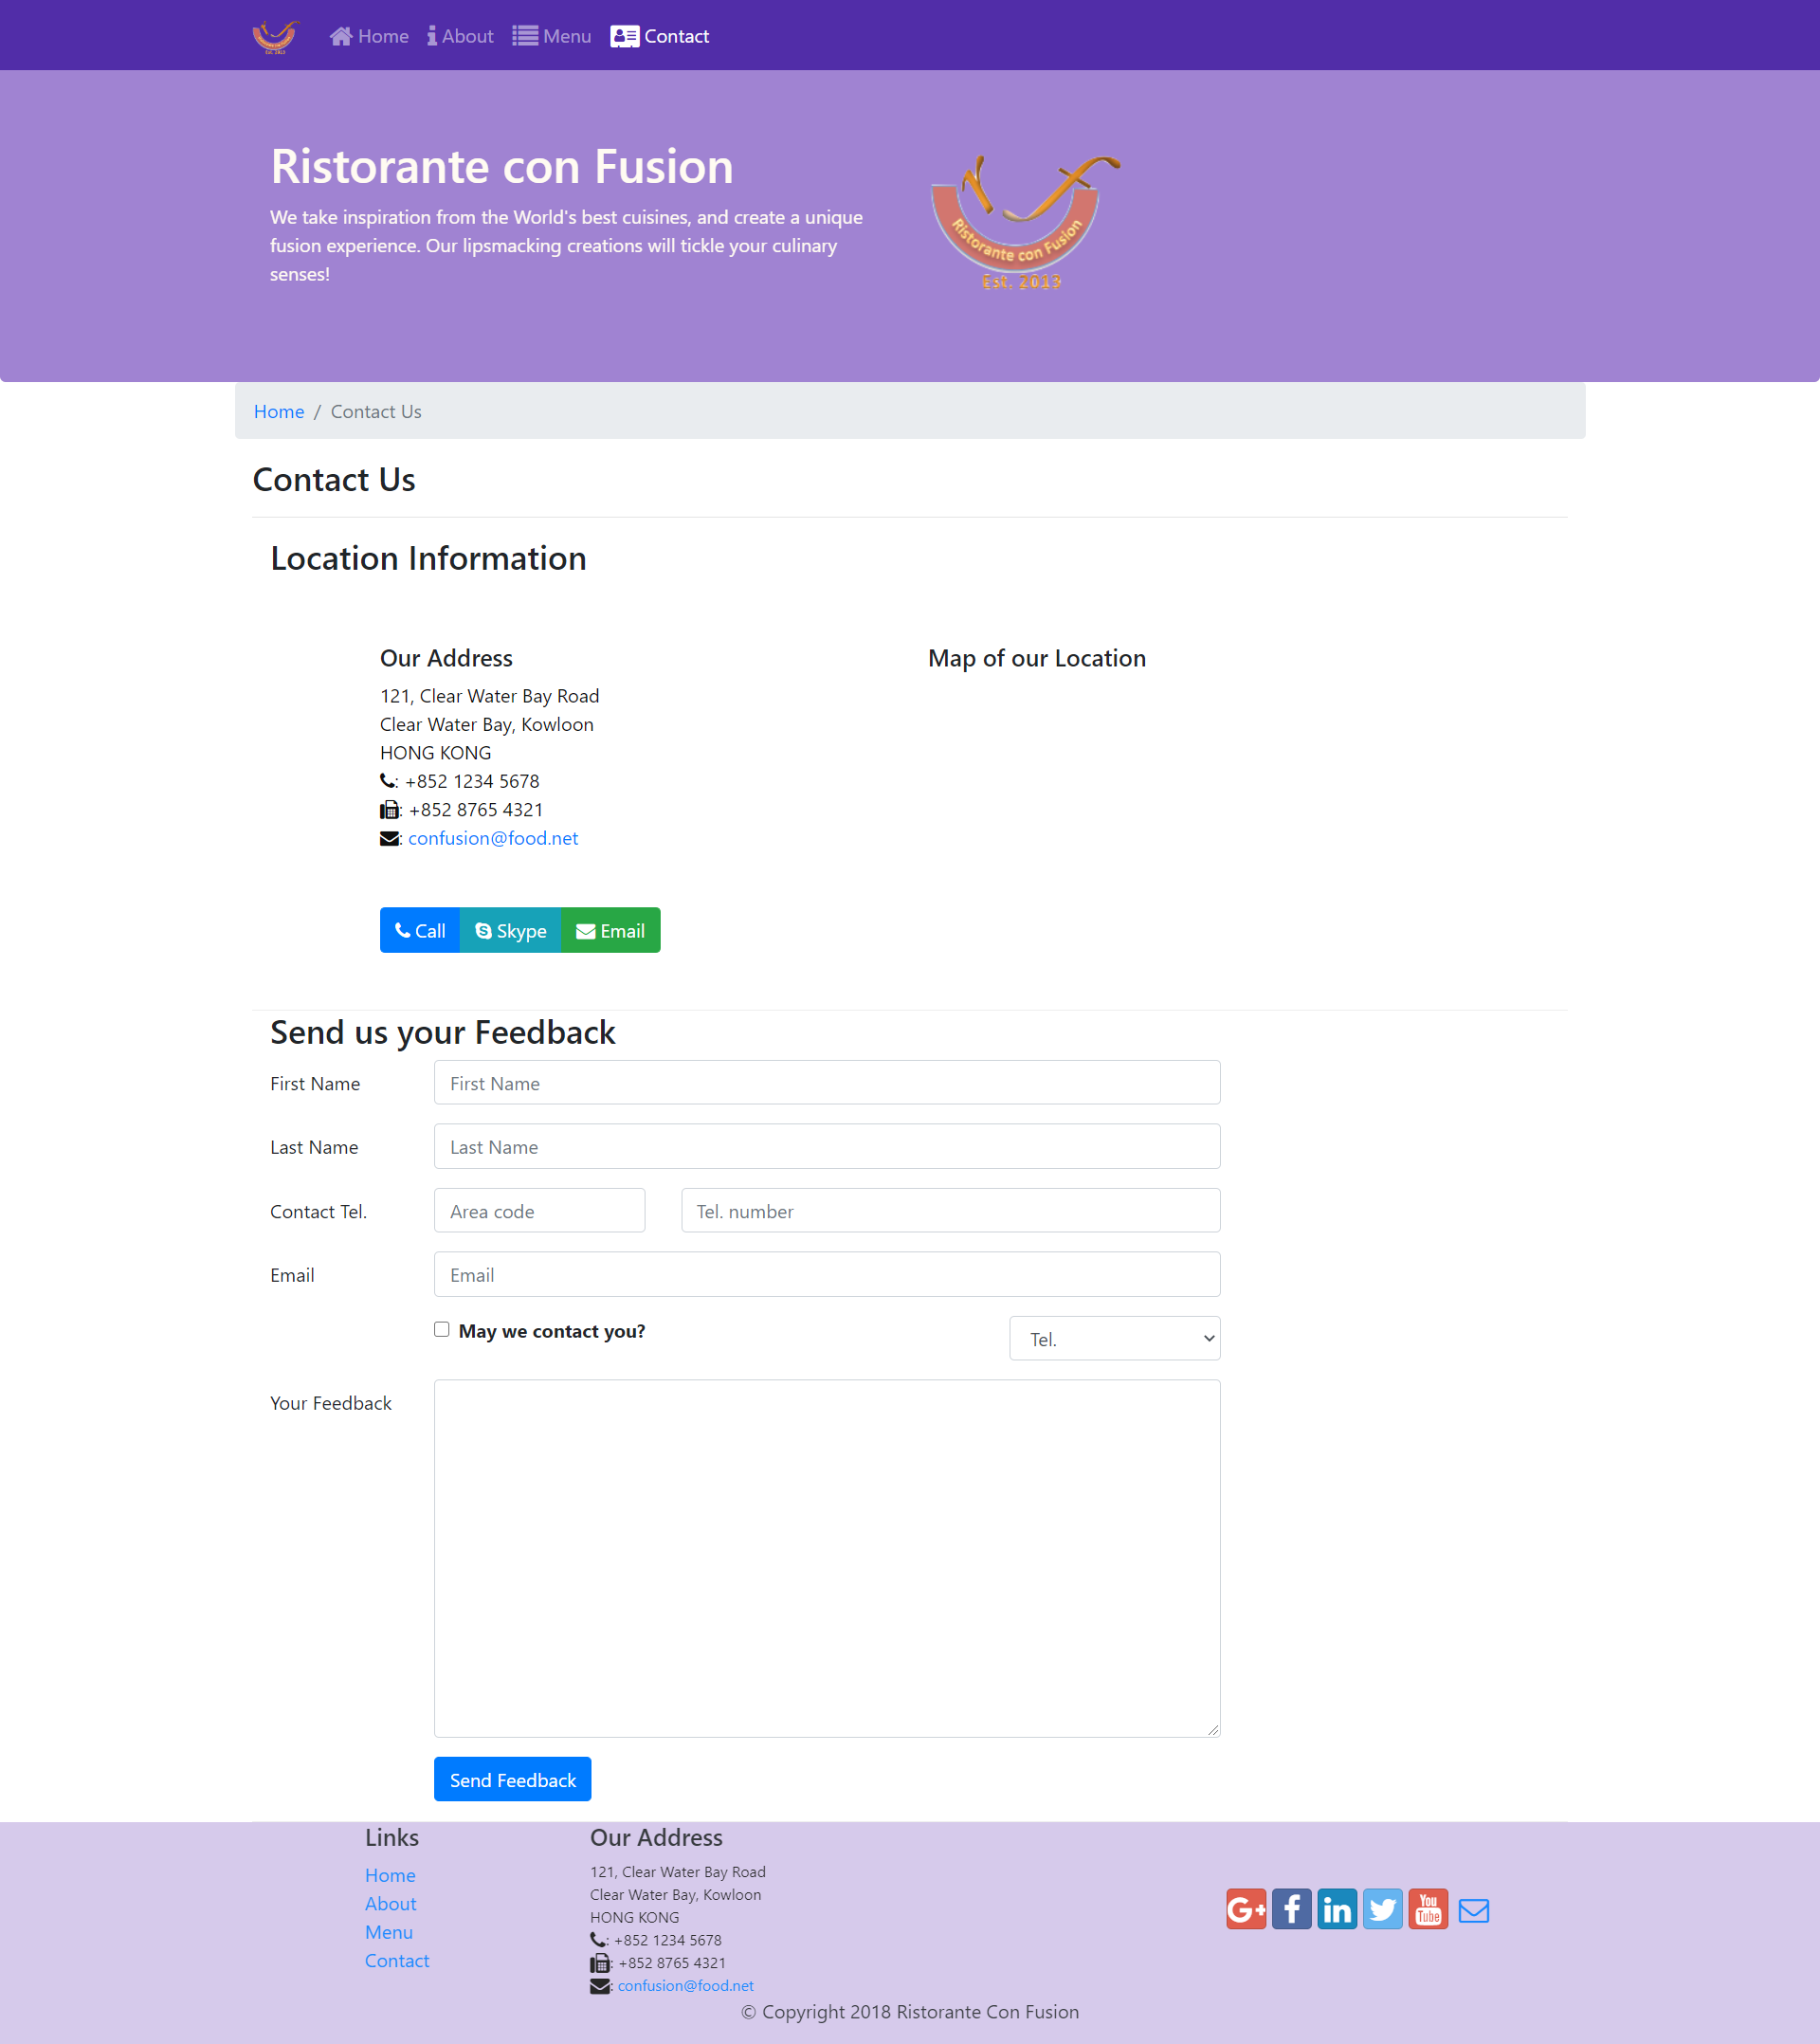 Home About Menu Contact
Ristorante con Fusion
We take inspiration from the World's best cuisines, and create a unique
fusion experience. Our lipsmacking creations will tickle your culinary
senses!
Ristorante con Fusion
Est. 2013
Home / Contact Us
Contact Us
Location Information
Our Address
121, Clear Water Bay Road
Clear Water Bay, Kowloon
HONG KONG
: +852 1234 5678
: +852 8765 4321
: confusion@food.net
Map of our Location
Call Skype Email
Send us your Feedback
First Name First Name
Last Name Last Name
Contact Tel. Area code Tel. number
Email Email
May we contact you? Tel.
Your Feedback
Send Feedback
Links
Home
About
Menu
Contact
Our Address
121, Clear Water Bay Road
Clear Water Bay, Kowloon
HONG KONG
: +852 1234 5678
: +852 8765 4321
: confusion@food.net
G+ f in You Tube
© Copyright 2018 Ristorante Con Fusion